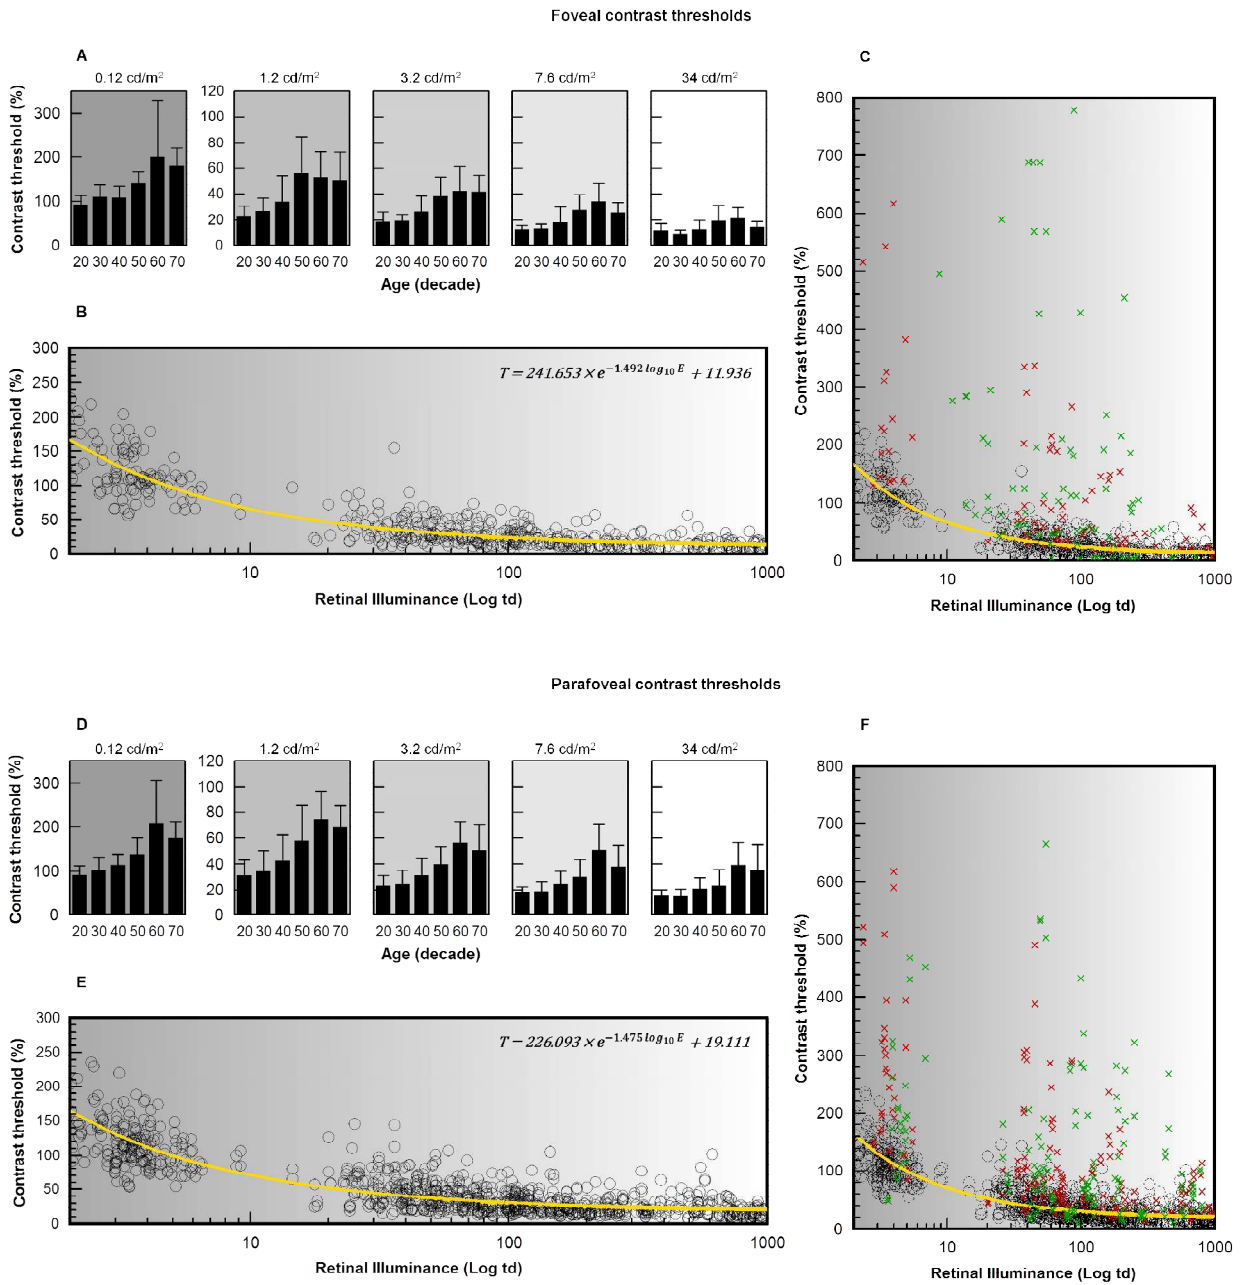 Foveal contrast thresholds
A
0.12 cd/m²
1.2 cd/m²
3.2 cd/m²
7.6 cd/m²
34 cd/m²
Contrast threshold (%)
300
200
100
0
120
100
80
60
40
20
0
20 30 40 50 60 70
20 30 40 50 60 70
20 30 40 50 60 70
20 30 40 50 60 70
20 30 40 50 60 70
Age (decade)
B
Contrast threshold (%)
300
250
200
150
100
50
0
T = 241.653 × e^{−1.492 log₁₀ E} + 11.936
10
100
1000
Retinal Illuminance (Log td)
C
Contrast threshold (%)
800
700
600
500
400
300
200
100
0
10
100
1000
Retinal Illuminance (Log td)
Parafoveal contrast thresholds
D
0.12 cd/m²
1.2 cd/m²
3.2 cd/m²
7.6 cd/m²
34 cd/m²
Contrast threshold (%)
300
200
100
0
120
100
80
60
40
20
0
20 30 40 50 60 70
20 30 40 50 60 70
20 30 40 50 60 70
20 30 40 50 60 70
20 30 40 50 60 70
Age (decade)
E
Contrast threshold (%)
300
250
200
150
100
50
0
T − 226.093 × e^{−1.475 log₁₀ E} + 19.111
10
100
1000
Retinal Illuminance (Log td)
F
Contrast threshold (%)
800
700
600
500
400
300
200
100
0
10
100
1000
Retinal Illuminance (Log td)